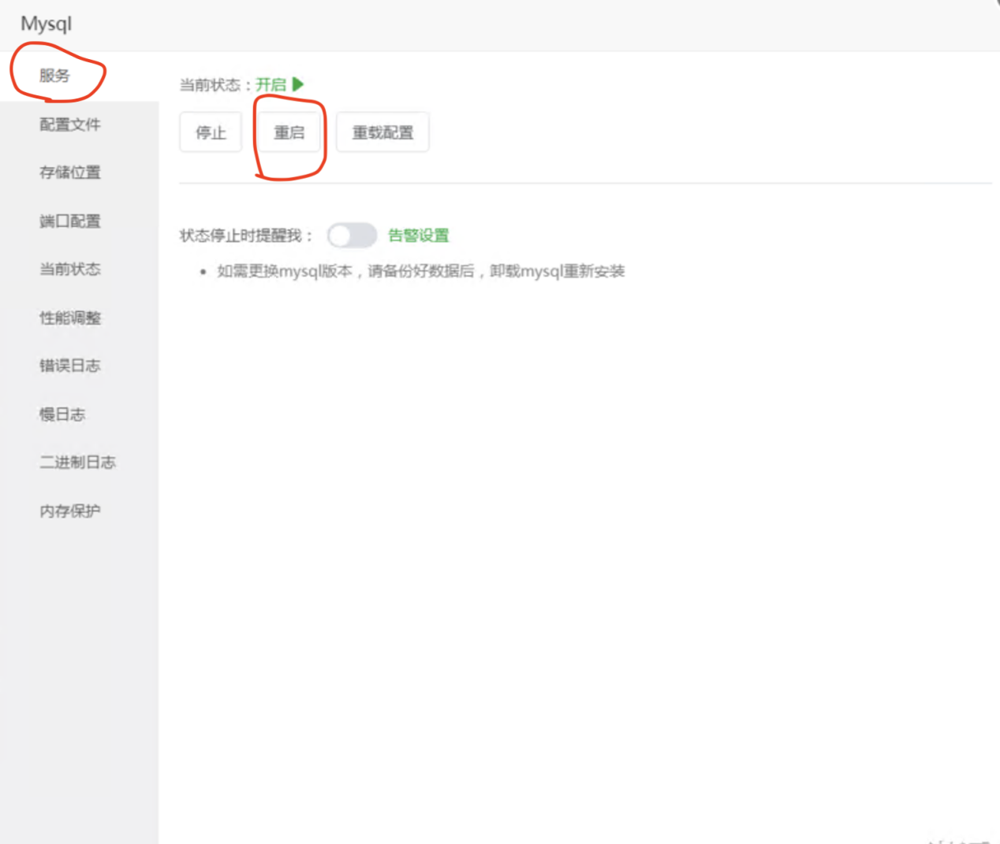 Mysql
服务
配置文件
存储位置
端口配置
当前状态
性能调整
错误日志
慢日志
二进制日志
内存保护
当前状态：开启
停止 重启 重载配置
状态停止时提醒我： 告警设置
如需更换mysql版本，请备份好数据后，卸载mysql重新安装